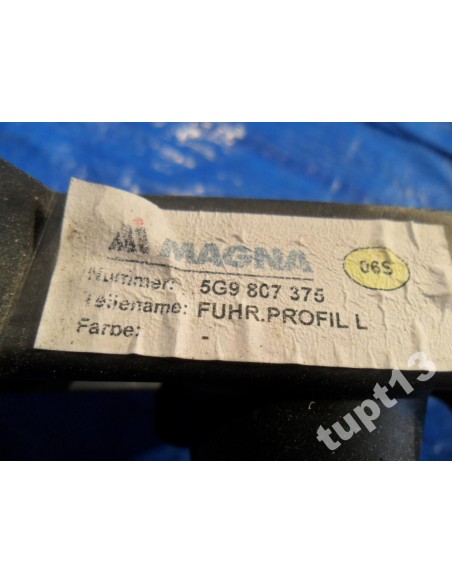 MAGNA
06S
Nummer: 5G9 807 375
Teilename: FUHR.PROFIL L
Farbe: -
tupt13